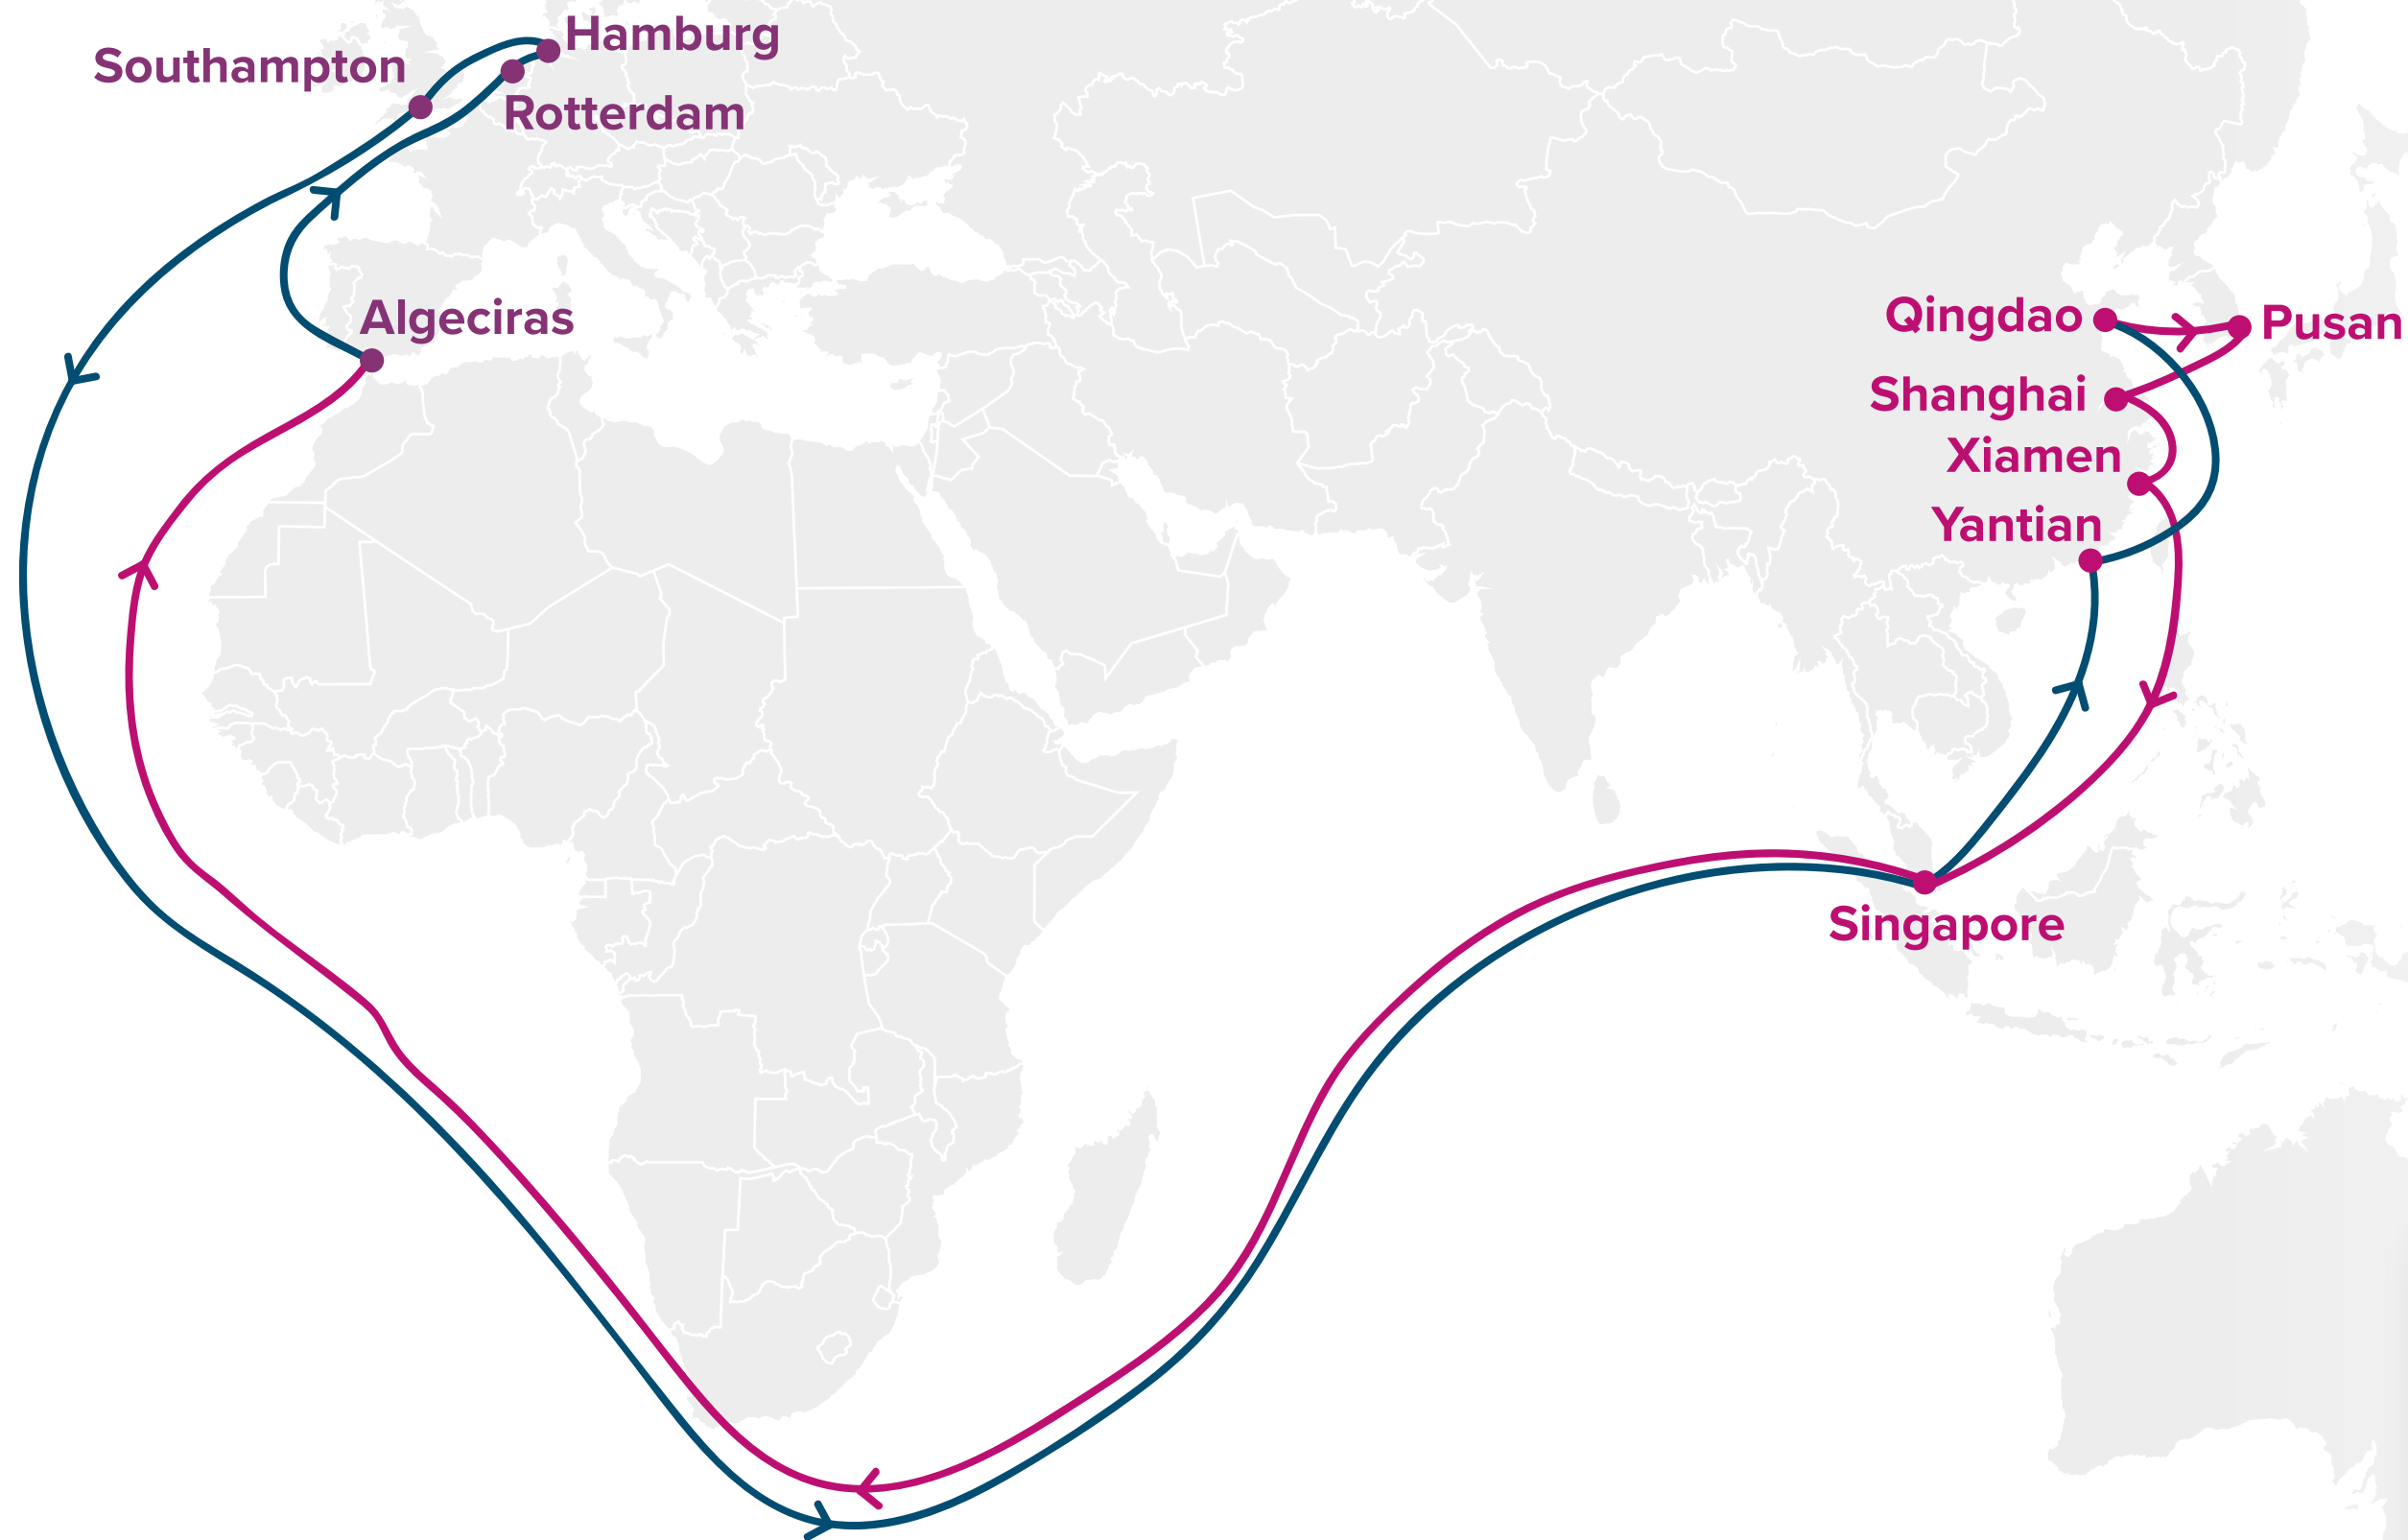 Hamburg
Southampton
Rotterdam
Algeciras
Qingdao
Pusan
Shanghai
Xiamen
Yantian
Singapore